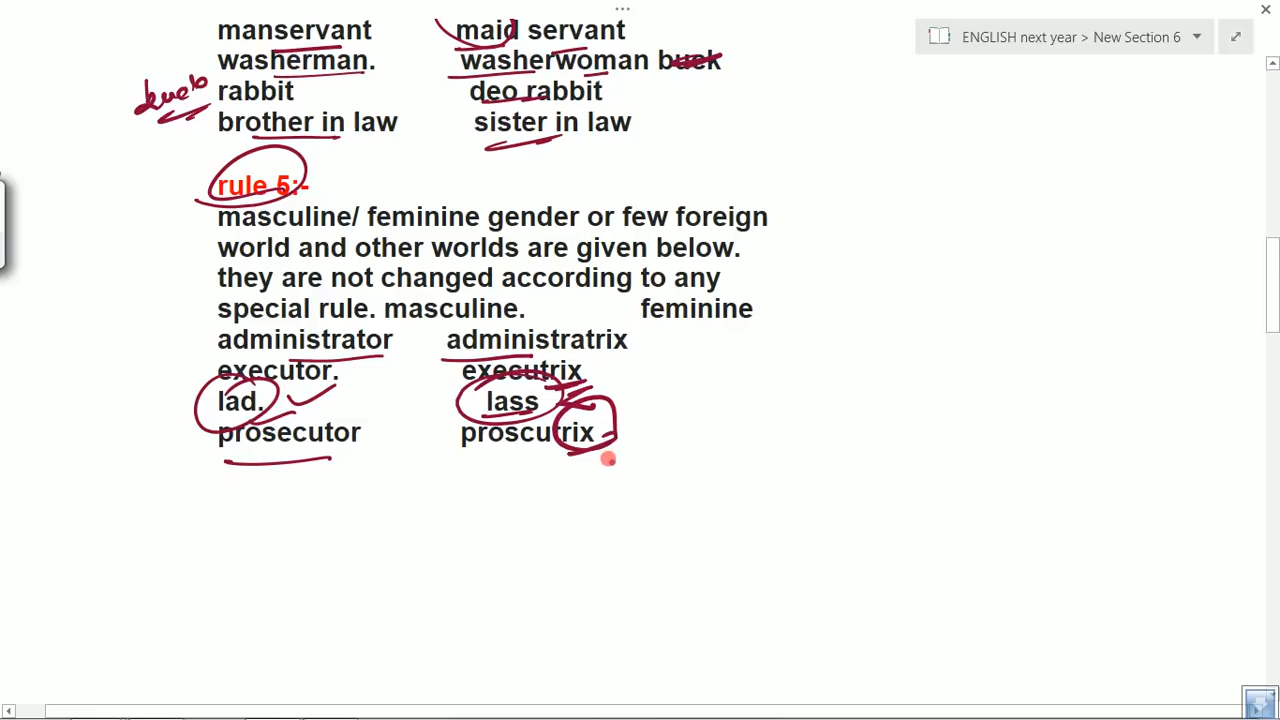 ENGLISH next year > New Section 6
manservant maid servant
washerman. washerwoman buck
buck rabbit deo rabbit
brother in law sister in law
rule 5:-
masculine/ feminine gender or few foreign
world and other worlds are given below.
they are not changed according to any
special rule. masculine. feminine
administrator administratrix
executor. executrix
lad. lass
prosecutor proscutrix